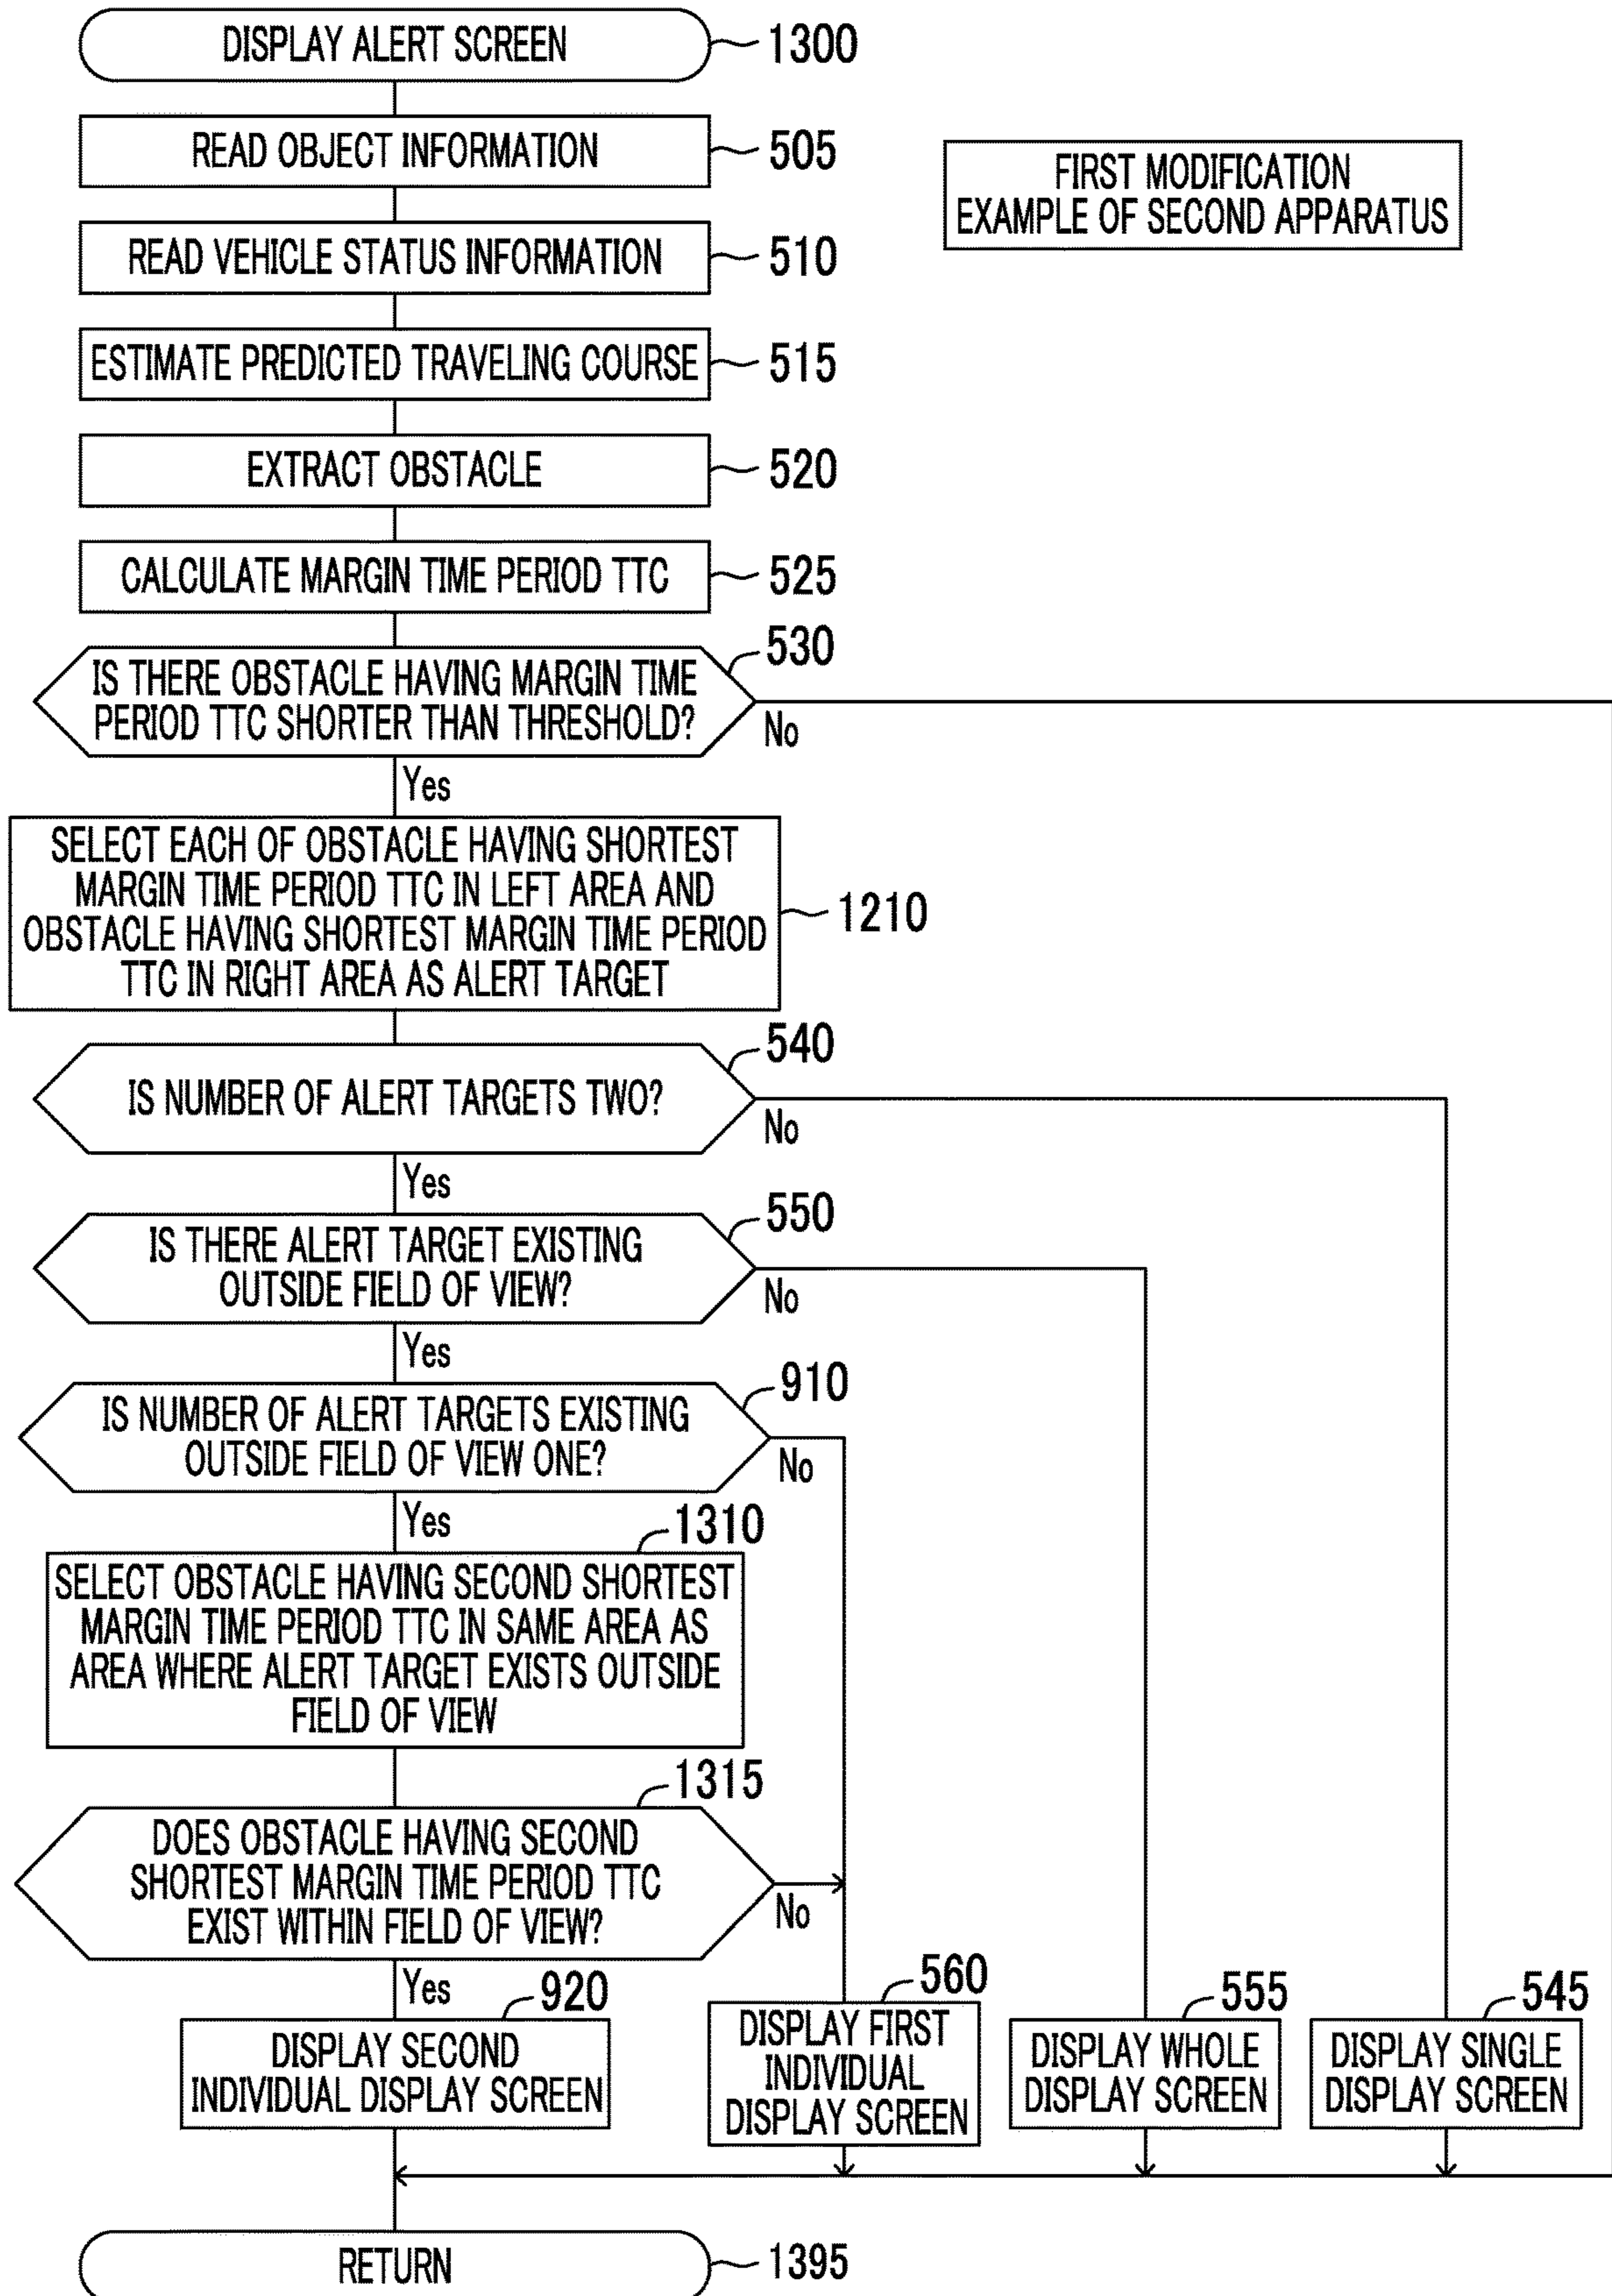 DISPLAY ALERT SCREEN
1300
READ OBJECT INFORMATION
505
FIRST MODIFICATION
EXAMPLE OF SECOND APPARATUS
READ VEHICLE STATUS INFORMATION
510
ESTIMATE PREDICTED TRAVELING COURSE
515
EXTRACT OBSTACLE
520
CALCULATE MARGIN TIME PERIOD TTC
525
530
IS THERE OBSTACLE HAVING MARGIN TIME
PERIOD TTC SHORTER THAN THRESHOLD?
No
Yes
SELECT EACH OF OBSTACLE HAVING SHORTEST
MARGIN TIME PERIOD TTC IN LEFT AREA AND
OBSTACLE HAVING SHORTEST MARGIN TIME PERIOD
TTC IN RIGHT AREA AS ALERT TARGET
1210
540
IS NUMBER OF ALERT TARGETS TWO?
No
Yes
550
IS THERE ALERT TARGET EXISTING
OUTSIDE FIELD OF VIEW?
No
Yes
910
IS NUMBER OF ALERT TARGETS EXISTING
OUTSIDE FIELD OF VIEW ONE?
No
Yes
1310
SELECT OBSTACLE HAVING SECOND SHORTEST
MARGIN TIME PERIOD TTC IN SAME AREA AS
AREA WHERE ALERT TARGET EXISTS OUTSIDE
FIELD OF VIEW
1315
DOES OBSTACLE HAVING SECOND
SHORTEST MARGIN TIME PERIOD TTC
EXIST WITHIN FIELD OF VIEW?
No
Yes
920
DISPLAY SECOND
INDIVIDUAL DISPLAY SCREEN
560
DISPLAY FIRST
INDIVIDUAL
DISPLAY SCREEN
555
DISPLAY WHOLE
DISPLAY SCREEN
545
DISPLAY SINGLE
DISPLAY SCREEN
RETURN
1395